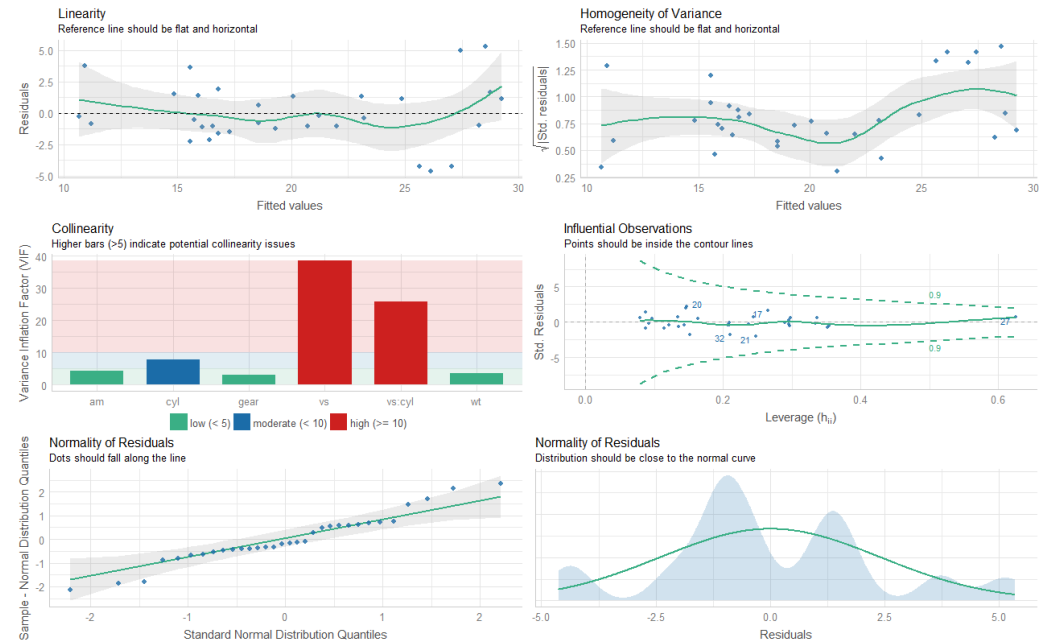 Linearity
Reference line should be flat and horizontal
Residuals
5.0
2.5
0.0
-2.5
-5.0
10
15
20
25
30
Fitted values
Homogeneity of Variance
Reference line should be flat and horizontal
√|Std. residuals|
1.50
1.25
1.00
0.75
0.50
0.25
10
15
20
25
30
Fitted values
Collinearity
Higher bars (>5) indicate potential collinearity issues
Variance Inflation Factor (VIF)
40
30
20
10
5
0
am
cyl
gear
vs
vs:cyl
wt
low (< 5)
moderate (< 10)
high (>= 10)
Influential Observations
Points should be inside the contour lines
Std. Residuals
5
0
-5
0.9
20
17
32
21
27
0.9
0.0
0.2
0.4
0.6
Leverage (hii)
Normality of Residuals
Dots should fall along the line
Sample - Normal Distribution Quantiles
2
1
0
-1
-2
-2
-1
0
1
2
Standard Normal Distribution Quantiles
Normality of Residuals
Distribution should be close to the normal curve
-5.0
-2.5
0.0
2.5
5.0
Residuals